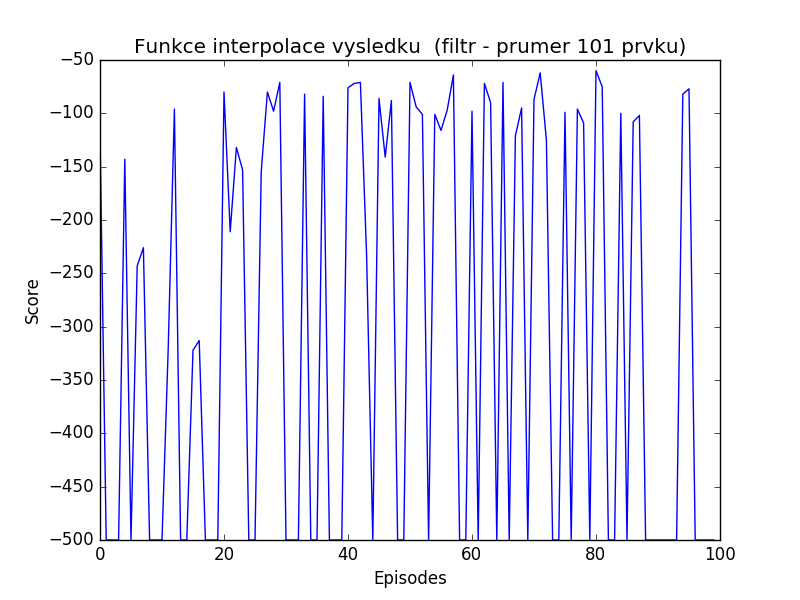 Funkce interpolace vysledku  (filtr - prumer 101 prvku)
−50
−100
−150
−200
−250
−300
−350
−400
−450
−500
Score
0 20 40 60 80 100
Episodes